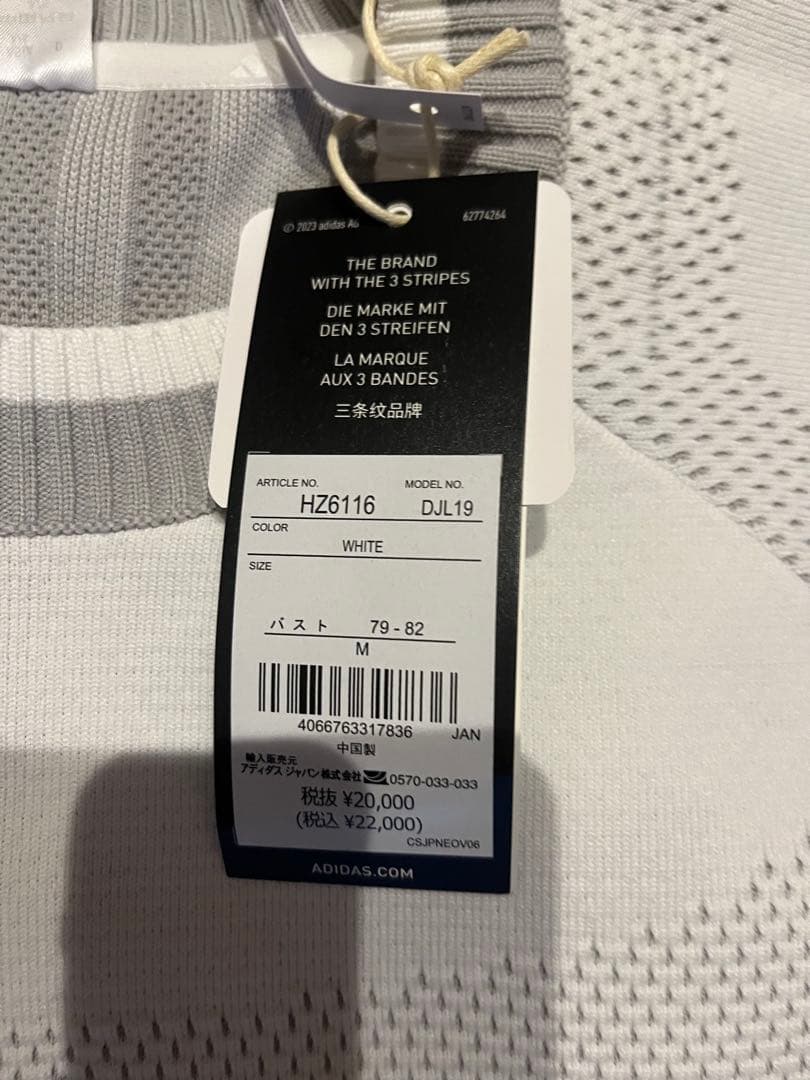 © 2023 adidas AG
62774264
THE BRAND
WITH THE 3 STRIPES
DIE MARKE MIT
DEN 3 STREIFEN
LA MARQUE
AUX 3 BANDES
三条纹品牌
ARTICLE NO. MODEL NO.
HZ6116 DJL19
COLOR
WHITE
SIZE
バスト 79-82
M
4066763317836 JAN
中国製
輸入販売元
アディダス ジャパン株式会社 0570-033-033
税抜 ¥20,000
(税込 ¥22,000)
CSJPNEOV06
ADIDAS.COM